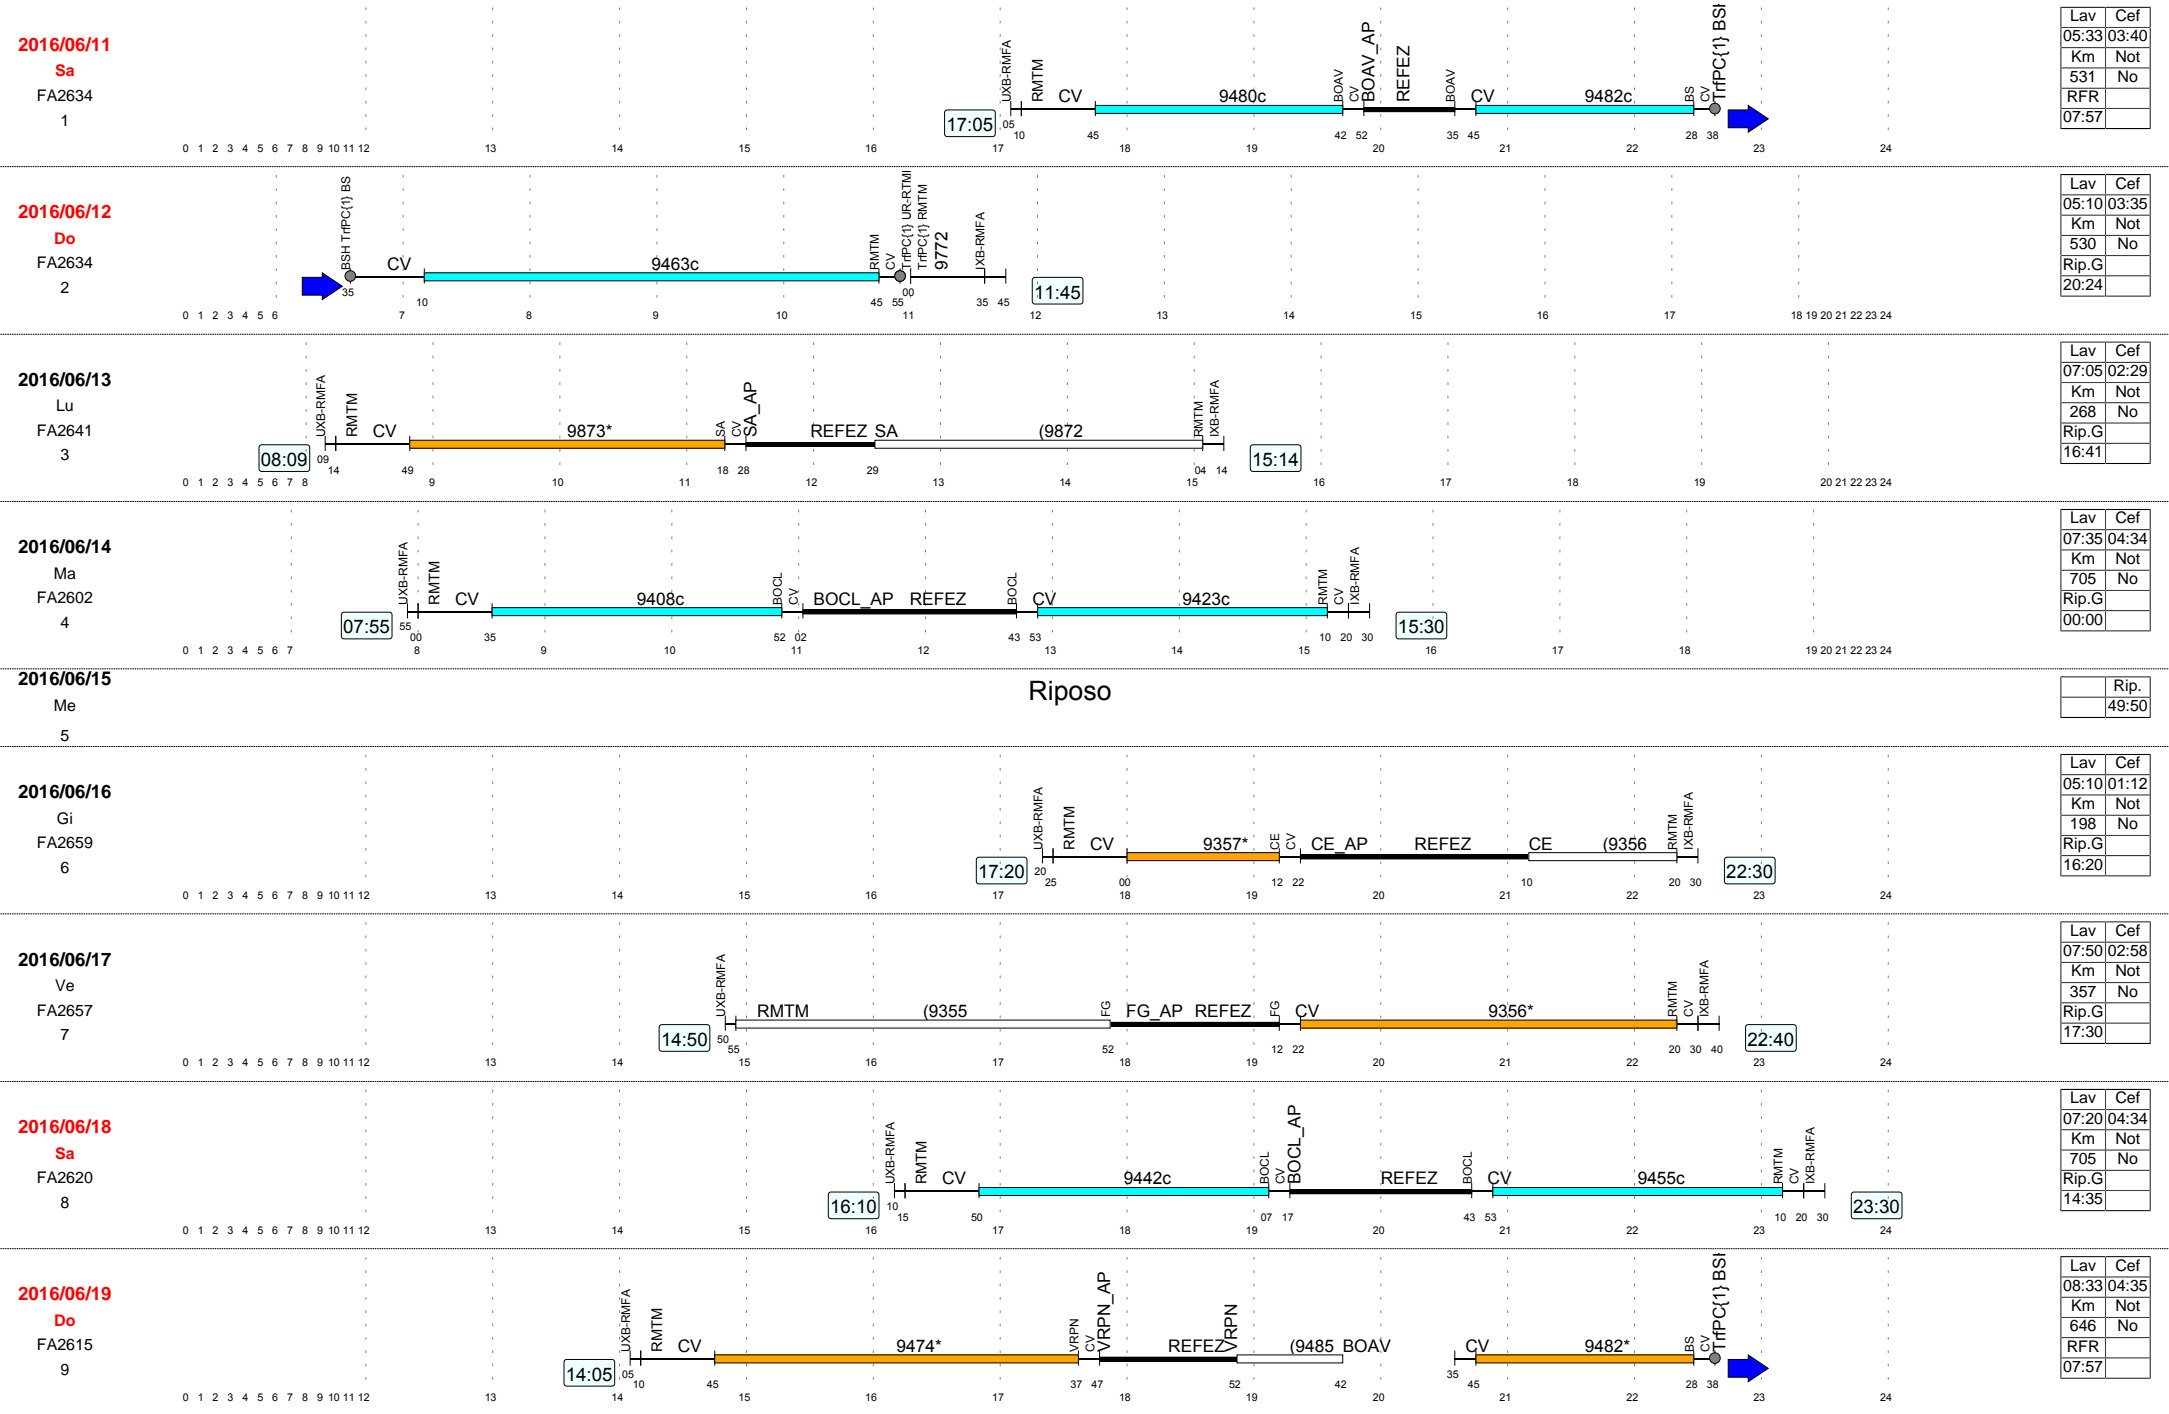 2016/06/11
Sa
FA2634
1
17:05
UXB-RMFA RMTM CV 9480c BOAV CV BOAV_AP REFEZ BOAV CV 9482c BS CV TrfPC{1} BSH
05 10 45 42 52 35 45 28 38
0 1 2 3 4 5 6 7 8 9 10 11 12 13 14 15 16 17 18 19 20 21 22 23 24
Lav Cef
05:33 03:40
Km Not
531 No
RFR
07:57
2016/06/12
Do
FA2634
2
BSH TrfPC{1} BS CV 9463c RMTM CV TrfPC{1} UR-RTMI TrfPC{1} RMTM 9772 IXB-RMFA
35 10 45 55 00 35 45
11:45
0 1 2 3 4 5 6 7 8 9 10 11 12 13 14 15 16 17 18 19 20 21 22 23 24
Lav Cef
05:10 03:35
Km Not
530 No
Rip.G
20:24
2016/06/13
Lu
FA2641
3
08:09
UXB-RMFA RMTM CV 9873* SA CV SA_AP REFEZ SA (9872 RMTM IXB-RMFA
09 14 49 18 28 29 04 14
15:14
0 1 2 3 4 5 6 7 8 9 10 11 12 13 14 15 16 17 18 19 20 21 22 23 24
Lav Cef
07:05 02:29
Km Not
268 No
Rip.G
16:41
2016/06/14
Ma
FA2602
4
07:55
UXB-RMFA RMTM CV 9408c BOCL CV BOCL_AP REFEZ BOCL CV 9423c RMTM CV IXB-RMFA
55 00 35 52 02 43 53 10 20 30
15:30
0 1 2 3 4 5 6 7 8 9 10 11 12 13 14 15 16 17 18 19 20 21 22 23 24
Lav Cef
07:35 04:34
Km Not
705 No
Rip.G
00:00
2016/06/15
Me
5
Riposo
Rip.
49:50
2016/06/16
Gi
FA2659
6
17:20
UXB-RMFA RMTM CV 9357* CE CV CE_AP REFEZ CE (9356 RMTM IXB-RMFA
20 25 00 12 22 10 20 30
22:30
0 1 2 3 4 5 6 7 8 9 10 11 12 13 14 15 16 17 18 19 20 21 22 23 24
Lav Cef
05:10 01:12
Km Not
198 No
Rip.G
16:20
2016/06/17
Ve
FA2657
7
14:50
UXB-RMFA RMTM (9355 FG FG_AP REFEZ FG CV 9356* RMTM CV IXB-RMFA
50 55 52 12 22 20 30 40
22:40
0 1 2 3 4 5 6 7 8 9 10 11 12 13 14 15 16 17 18 19 20 21 22 23 24
Lav Cef
07:50 02:58
Km Not
357 No
Rip.G
17:30
2016/06/18
Sa
FA2620
8
16:10
UXB-RMFA RMTM CV 9442c BOCL CV BOCL_AP REFEZ BOCL CV 9455c RMTM CV IXB-RMFA
10 15 50 07 17 43 53 10 20 30
23:30
0 1 2 3 4 5 6 7 8 9 10 11 12 13 14 15 16 17 18 19 20 21 22 23 24
Lav Cef
07:20 04:34
Km Not
705 No
Rip.G
14:35
2016/06/19
Do
FA2615
9
14:05
UXB-RMFA RMTM CV 9474* VRPN CV VRPN_AP REFEZ VRPN (9485 BOAV CV 9482* BS CV TrfPC{1} BSH
05 10 45 37 47 52 42 35 45 28 38
0 1 2 3 4 5 6 7 8 9 10 11 12 13 14 15 16 17 18 19 20 21 22 23 24
Lav Cef
08:33 04:35
Km Not
646 No
RFR
07:57